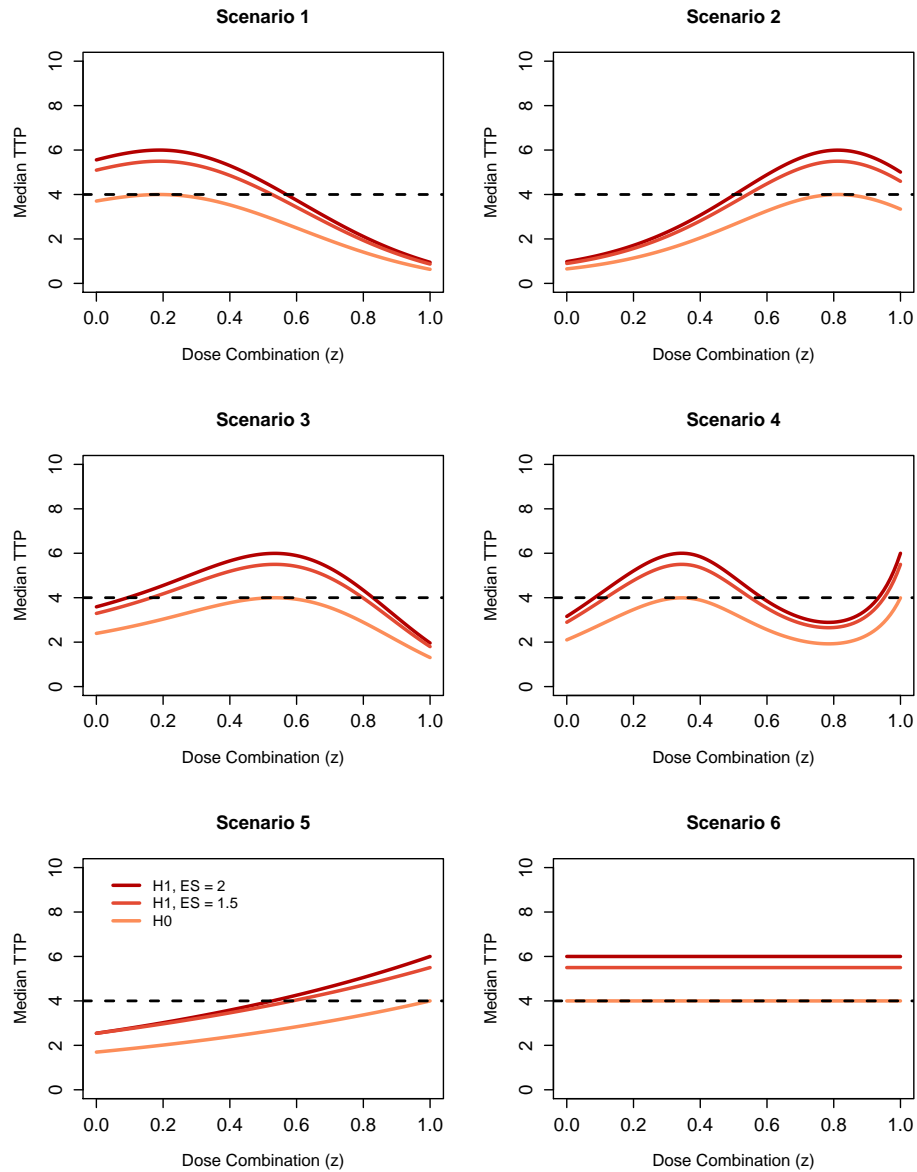 Scenario 1
Median TTP
0 2 4 6 8 10
0.0 0.2 0.4 0.6 0.8 1.0
Dose Combination (z)
Scenario 2
Median TTP
0 2 4 6 8 10
0.0 0.2 0.4 0.6 0.8 1.0
Dose Combination (z)
Scenario 3
Median TTP
0 2 4 6 8 10
0.0 0.2 0.4 0.6 0.8 1.0
Dose Combination (z)
Scenario 4
Median TTP
0 2 4 6 8 10
0.0 0.2 0.4 0.6 0.8 1.0
Dose Combination (z)
Scenario 5
Median TTP
0 2 4 6 8 10
H1, ES = 2
H1, ES = 1.5
H0
0.0 0.2 0.4 0.6 0.8 1.0
Dose Combination (z)
Scenario 6
Median TTP
0 2 4 6 8 10
0.0 0.2 0.4 0.6 0.8 1.0
Dose Combination (z)